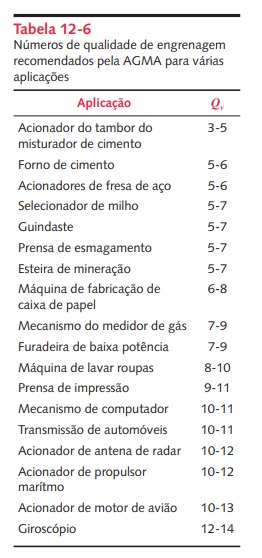 Tabela 12-6
Números de qualidade de engrenagem
recomendados pela AGMA para várias
aplicações
Aplicação Qv
Acionador do tambor do
misturador de cimento 3-5
Forno de cimento 5-6
Acionadores de fresa de aço 5-6
Selecionador de milho 5-7
Guindaste 5-7
Prensa de esmagamento 5-7
Esteira de mineração 5-7
Máquina de fabricação de 6-8
caixa de papel
Mecanismo do medidor de gás 7-9
Furadeira de baixa potência 7-9
Máquina de lavar roupas 8-10
Prensa de impressão 9-11
Mecanismo de computador 10-11
Transmissão de automóveis 10-11
Acionador de antena de radar 10-12
Acionador de propulsor 10-12
marítmo
Acionador de motor de avião 10-13
Giroscópio 12-14